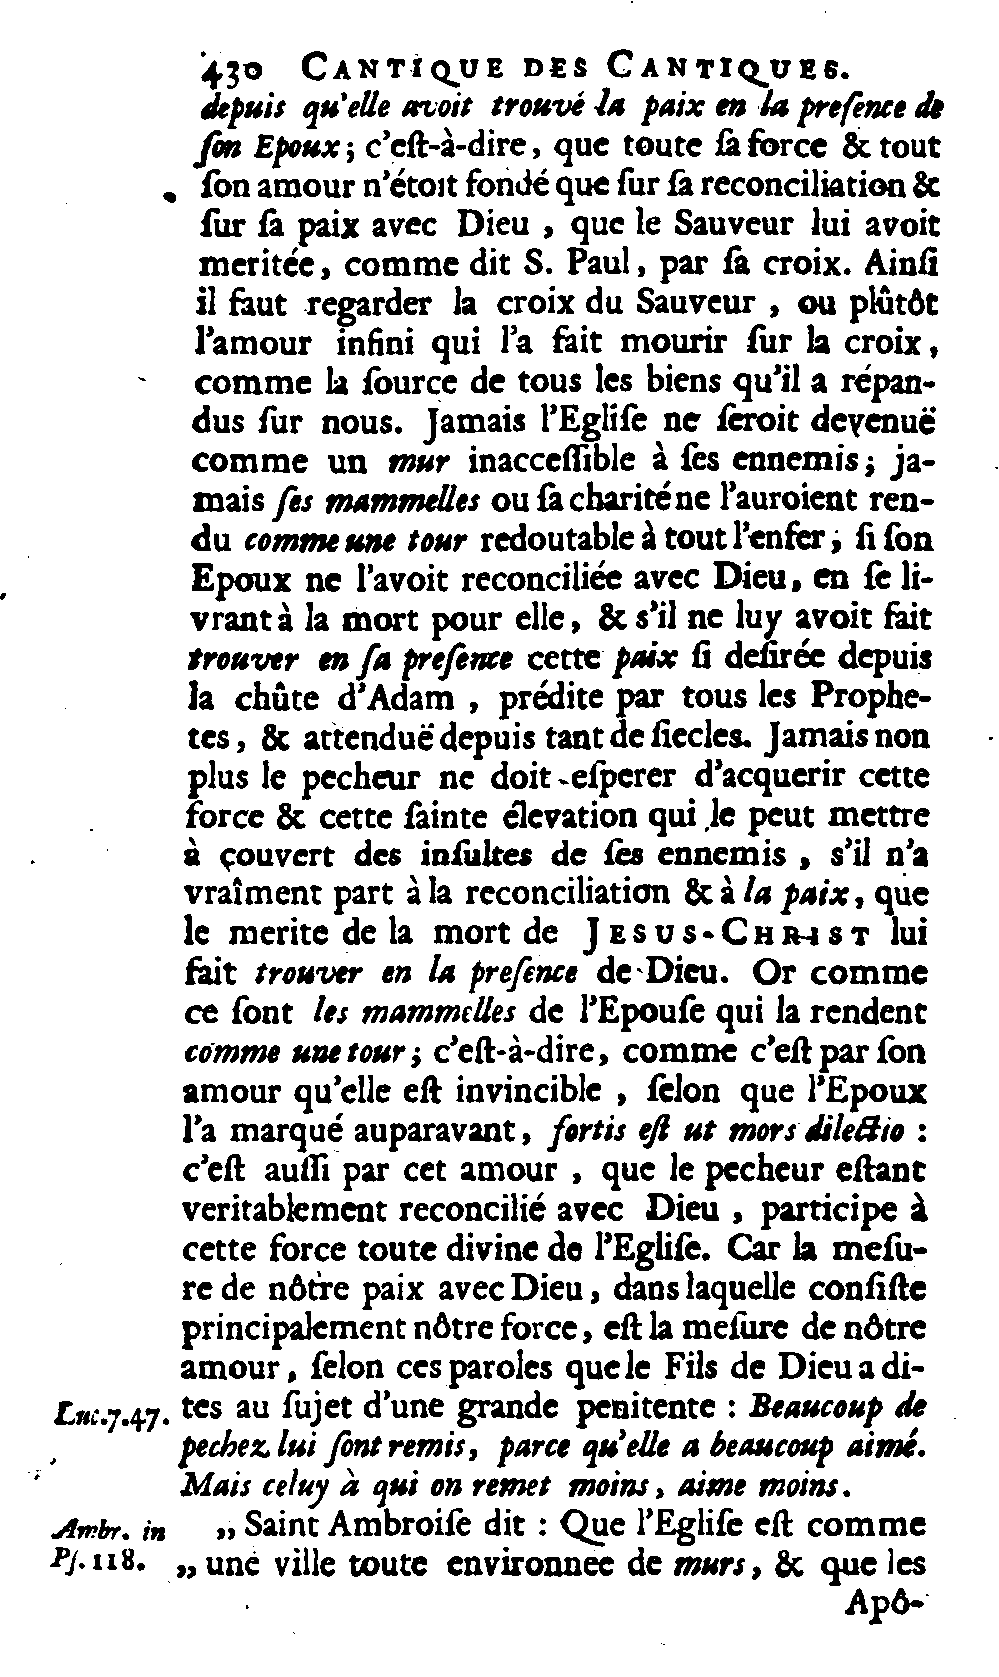 430 CANTIQUE DES CANTIQUES.
depuis qu'elle avoit trouvé la paix en la preſence de
ſon Epoux; c'eſt-à-dire, que toute ſa force & tout
ſon amour n'étoit fondé que ſur ſa reconciliation &
ſur ſa paix avec Dieu, que le Sauveur lui avoit
meritée, comme dit S. Paul, par ſa croix. Ainſi
il faut regarder la croix du Sauveur, ou plûtôt
l'amour infini qui l'a fait mourir ſur la croix,
comme la ſource de tous les biens qu'il a répan-
dus ſur nous. Jamais l'Egliſe ne ſeroit devenuë
comme un mur inacceſſible à ſes ennemis; ja-
mais ſes mammelles ou ſa charité ne l'auroient ren-
du comme une tour redoutable à tout l'enfer; ſi ſon
Epoux ne l'avoit reconciliée avec Dieu, en ſe li-
vrant à la mort pour elle, & s'il ne luy avoit fait
trouver en ſa preſence cette paix ſi deſirée depuis
la chûte d'Adam, prédite par tous les Prophe-
tes, & attenduë depuis tant de ſiecles. Jamais non
plus le pecheur ne doit eſperer d'acquerir cette
force & cette ſainte élevation qui le peut mettre
à couvert des inſultes de ſes ennemis, s'il n'a
vraîment part à la reconciliation & à la paix, que
le merite de la mort de JESUS-CHRIST lui
fait trouver en la preſence de Dieu. Or comme
ce ſont les mammelles de l'Epouſe qui la rendent
comme une tour; c'eſt-à-dire, comme c'eſt par ſon
amour qu'elle eſt invincible, ſelon que l'Epoux
l'a marqué auparavant, fortis eſt ut mors dilectio:
c'eſt auſſi par cet amour, que le pecheur eſtant
veritablement reconcilié avec Dieu, participe à
cette force toute divine de l'Egliſe. Car la meſu-
re de nôtre paix avec Dieu, dans laquelle conſiſte
principalement nôtre force, eſt la meſure de nôtre
amour, ſelon ces paroles que le Fils de Dieu a di-
Luc.7.47. tes au ſujet d'une grande penitente: Beaucoup de
pechez lui ſont remis, parce qu'elle a beaucoup aimé.
Mais celuy à qui on remet moins, aime moins.
Ambr. in „ Saint Ambroiſe dit: Que l'Egliſe eſt comme
Pſ. 118. „ une ville toute environnée de murs, & que les
Apô-